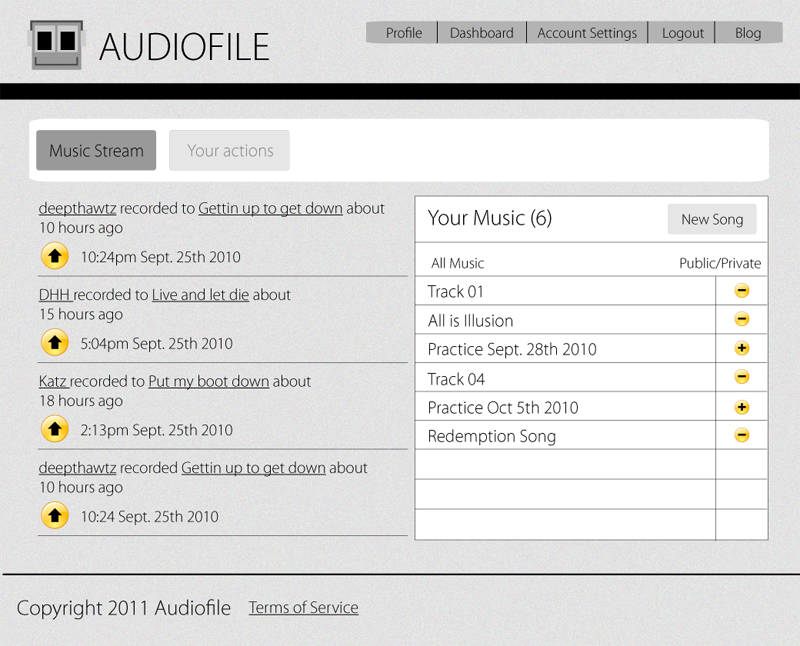 AUDIOFILE
Profile Dashboard Account Settings Logout Blog
Music Stream Your actions
deepthawtz recorded to Gettin up to get down about
10 hours ago
10:24pm Sept. 25th 2010
DHH recorded to Live and let die about
15 hours ago
5:04pm Sept. 25th 2010
Katz recorded to Put my boot down about
18 hours ago
2:13pm Sept. 25th 2010
deepthawtz recorded Gettin up to get down about
10 hours ago
10:24 Sept. 25th 2010
Your Music (6) New Song
All Music Public/Private
Track 01
All is Illusion
Practice Sept. 28th 2010
Track 04
Practice Oct 5th 2010
Redemption Song
Copyright 2011 Audiofile Terms of Service